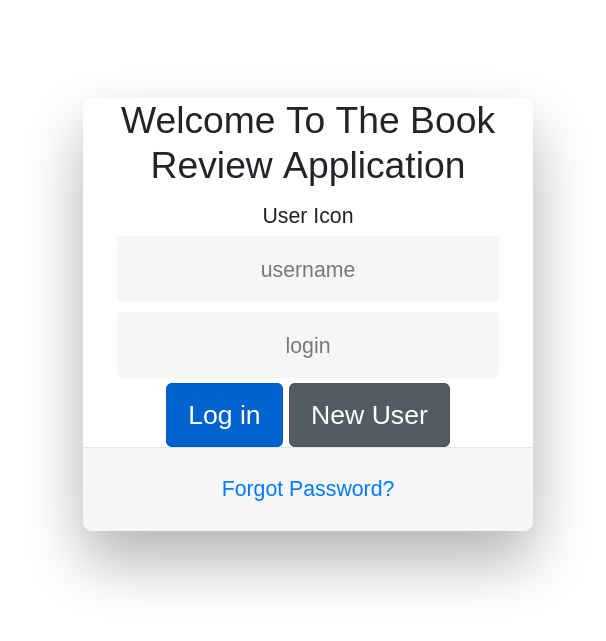 Welcome To The Book
Review Application
User Icon
username
login
Log in New User
Forgot Password?